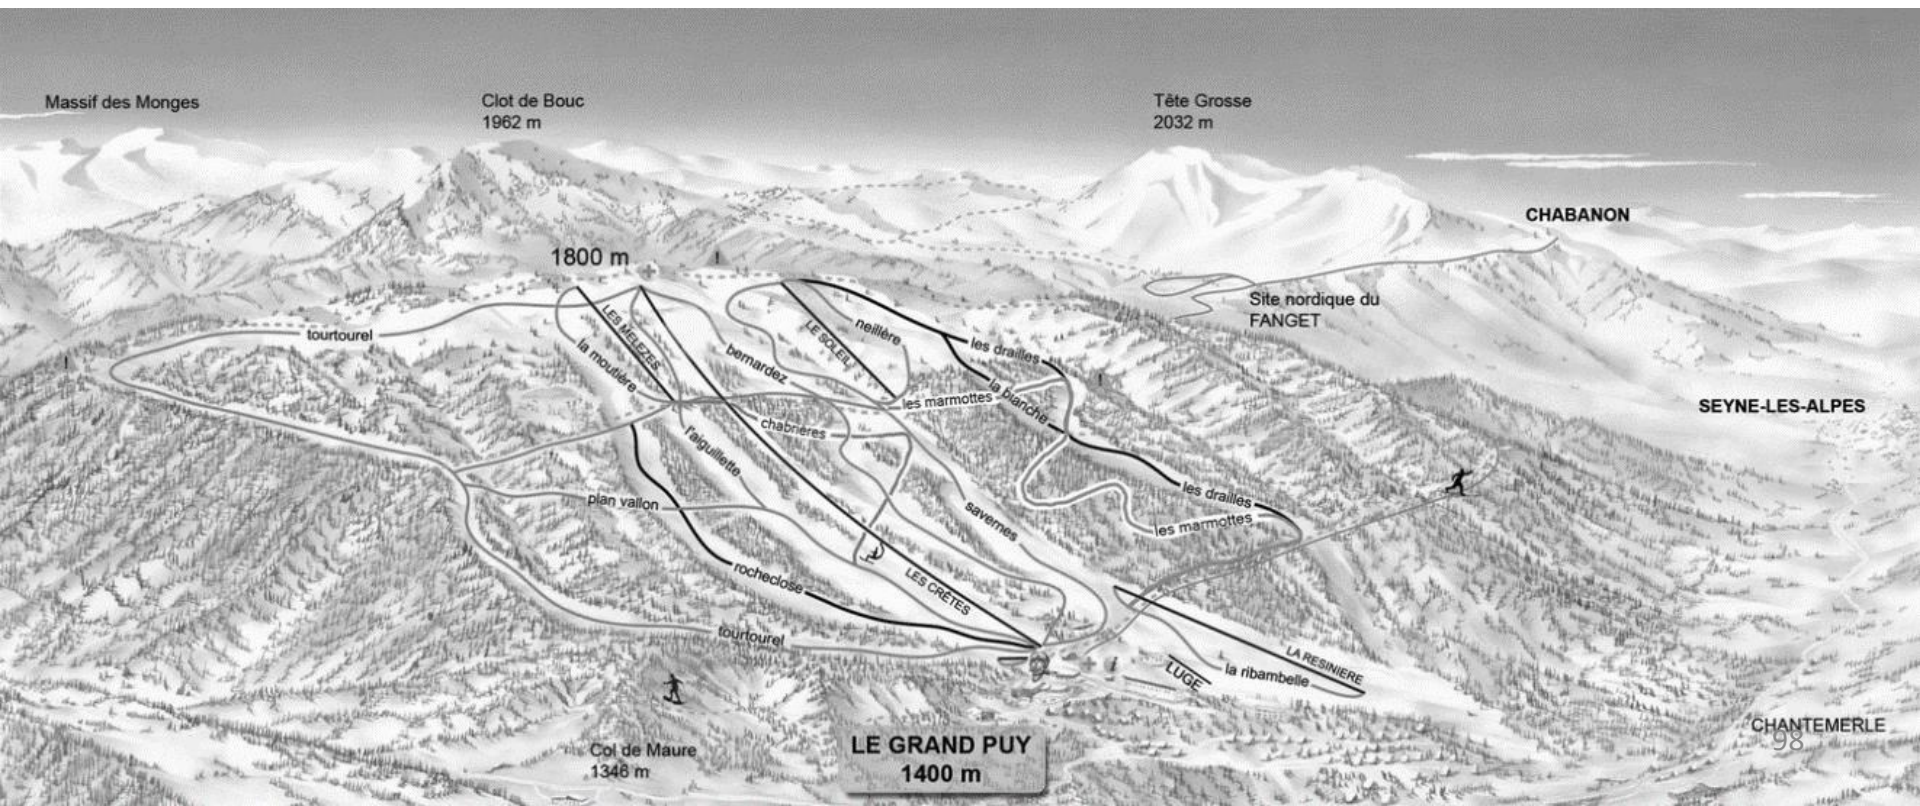 Massif des Monges
Clot de Bouc
1962 m
Tête Grosse
2032 m
CHABANON
1800 m
!
Site nordique du
FANGET
tourtourel
LES MELEZES
la moutière
bernardez
LE SOLEIL
neillère
les drailles
la blanche
les marmottes
!
!
SEYNE-LES-ALPES
chabrières
l'aiguillette
plan vallon
savernes
les drailles
les marmottes
rocheclose
LES CRÊTES
tourtourel
i
LUGE
la ribambelle
LA RESINIERE
Col de Maure
1346 m
LE GRAND PUY
1400 m
CHANTEMERLE
98